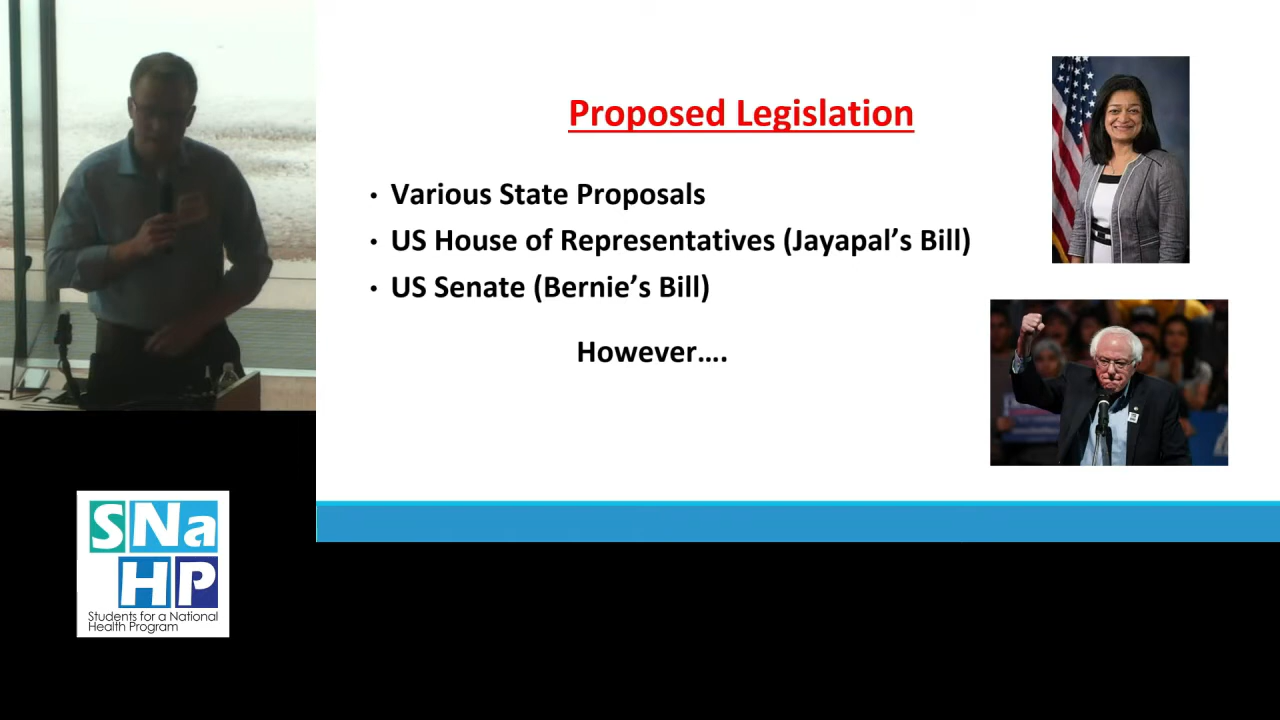 Proposed Legislation
• Various State Proposals
• US House of Representatives (Jayapal’s Bill)
• US Senate (Bernie’s Bill)
However….
SNa
HP
Students for a National
Health Program